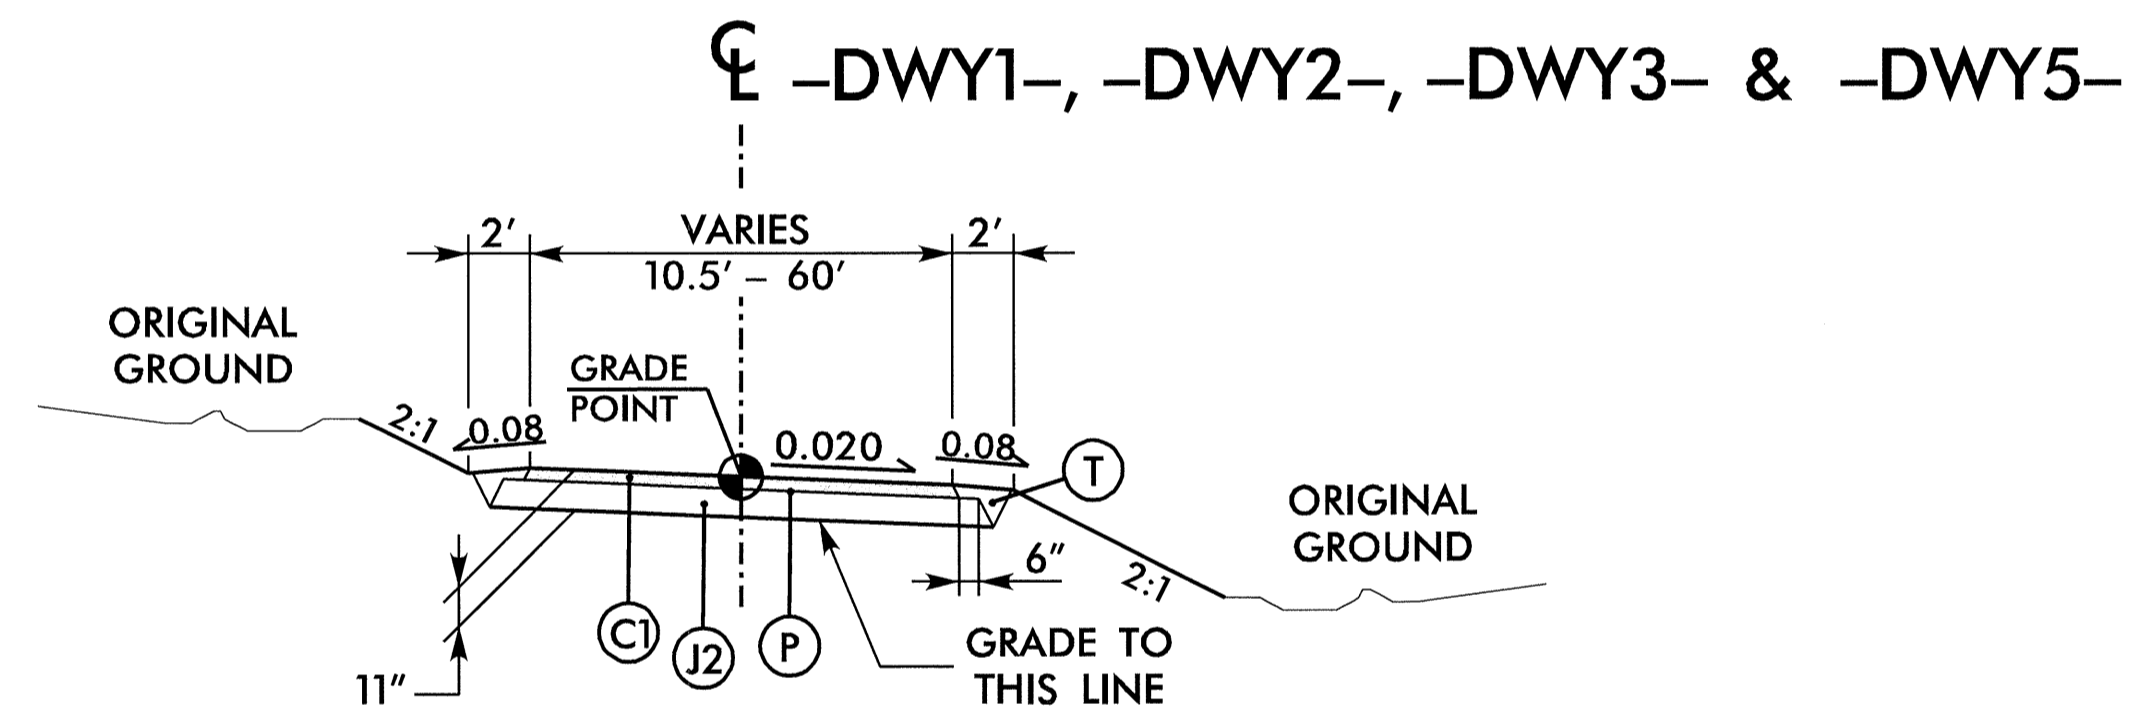 ℄ –DWY1–, –DWY2–, –DWY3– & –DWY5–
2' VARIES 2'
10.5' – 60'
ORIGINAL
GROUND
GRADE
POINT
2:1
0.08
0.020
0.08
T
ORIGINAL
GROUND
6"
2:1
C1
J2
P
GRADE TO
THIS LINE
11"